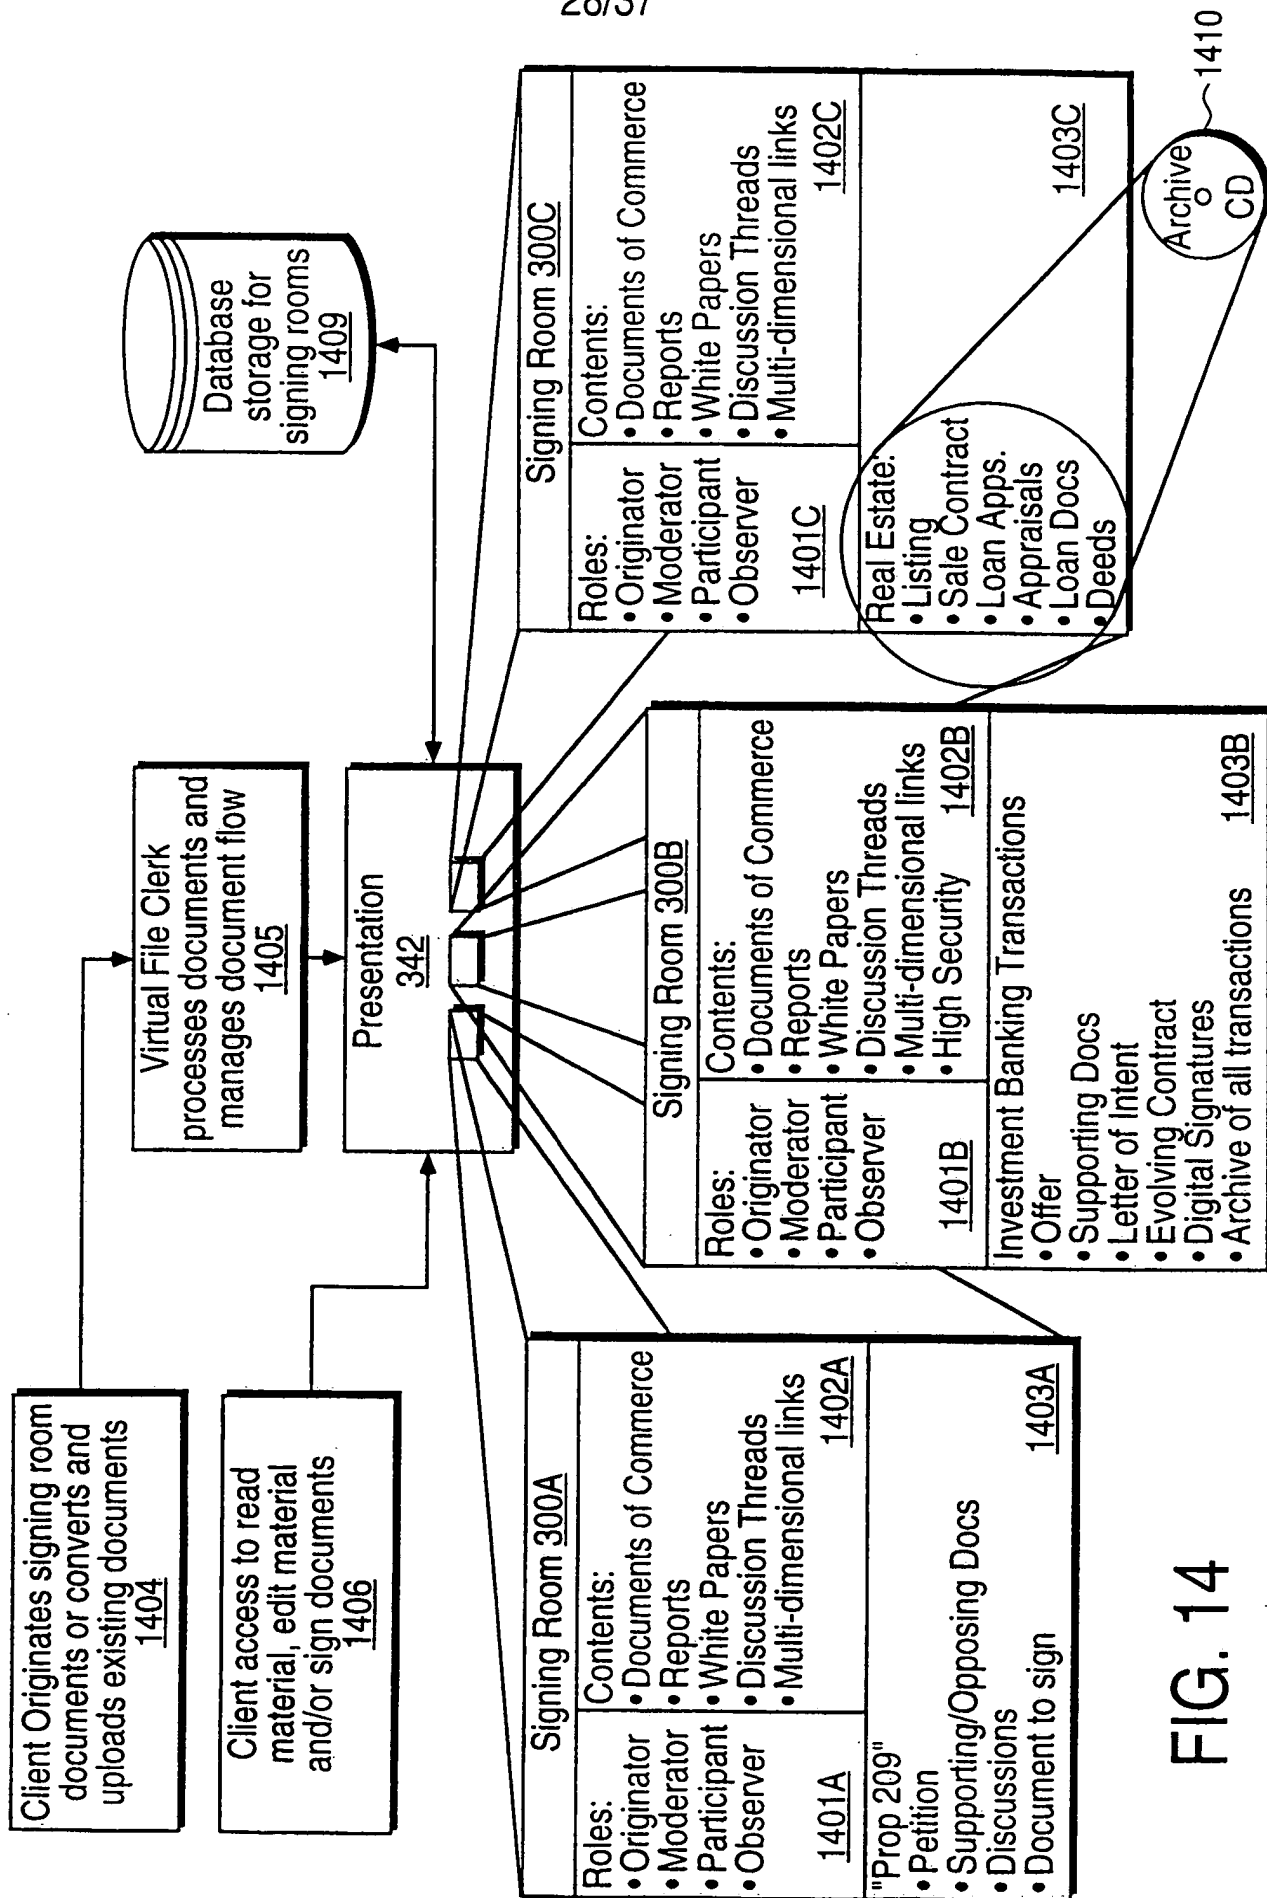 28/37
Client Originates signing room
documents or converts and
uploads existing documents
1404
Client access to read
material, edit material
and/or sign documents
1406
Virtual File Clerk
processes documents and
manages document flow
1405
Presentation
342
Database
storage for
signing rooms
1409
Signing Room 300A
Roles:
• Originator
• Moderator
• Participant
• Observer
1401A
Contents:
• Documents of Commerce
• Reports
• White Papers
• Discussion Threads
• Multi-dimensional links
1402A
"Prop 209"
• Petition
• Supporting/Opposing Docs
• Discussions
• Document to sign
1403A
Signing Room 300B
Roles:
• Originator
• Moderator
• Participant
• Observer
1401B
Contents:
• Documents of Commerce
• Reports
• White Papers
• Discussion Threads
• Multi-dimensional links
• High Security
1402B
Investment Banking Transactions
• Offer
• Supporting Docs
• Letter of Intent
• Evolving Contract
• Digital Signatures
• Archive of all transactions
1403B
Signing Room 300C
Roles:
• Originator
• Moderator
• Participant
• Observer
1401C
Contents:
• Documents of Commerce
• Reports
• White Papers
• Discussion Threads
• Multi-dimensional links
1402C
Real Estate:
• Listing
• Sale Contract
• Loan Apps.
• Appraisals
• Loan Docs
• Deeds
1403C
Archive
CD
1410
FIG. 14